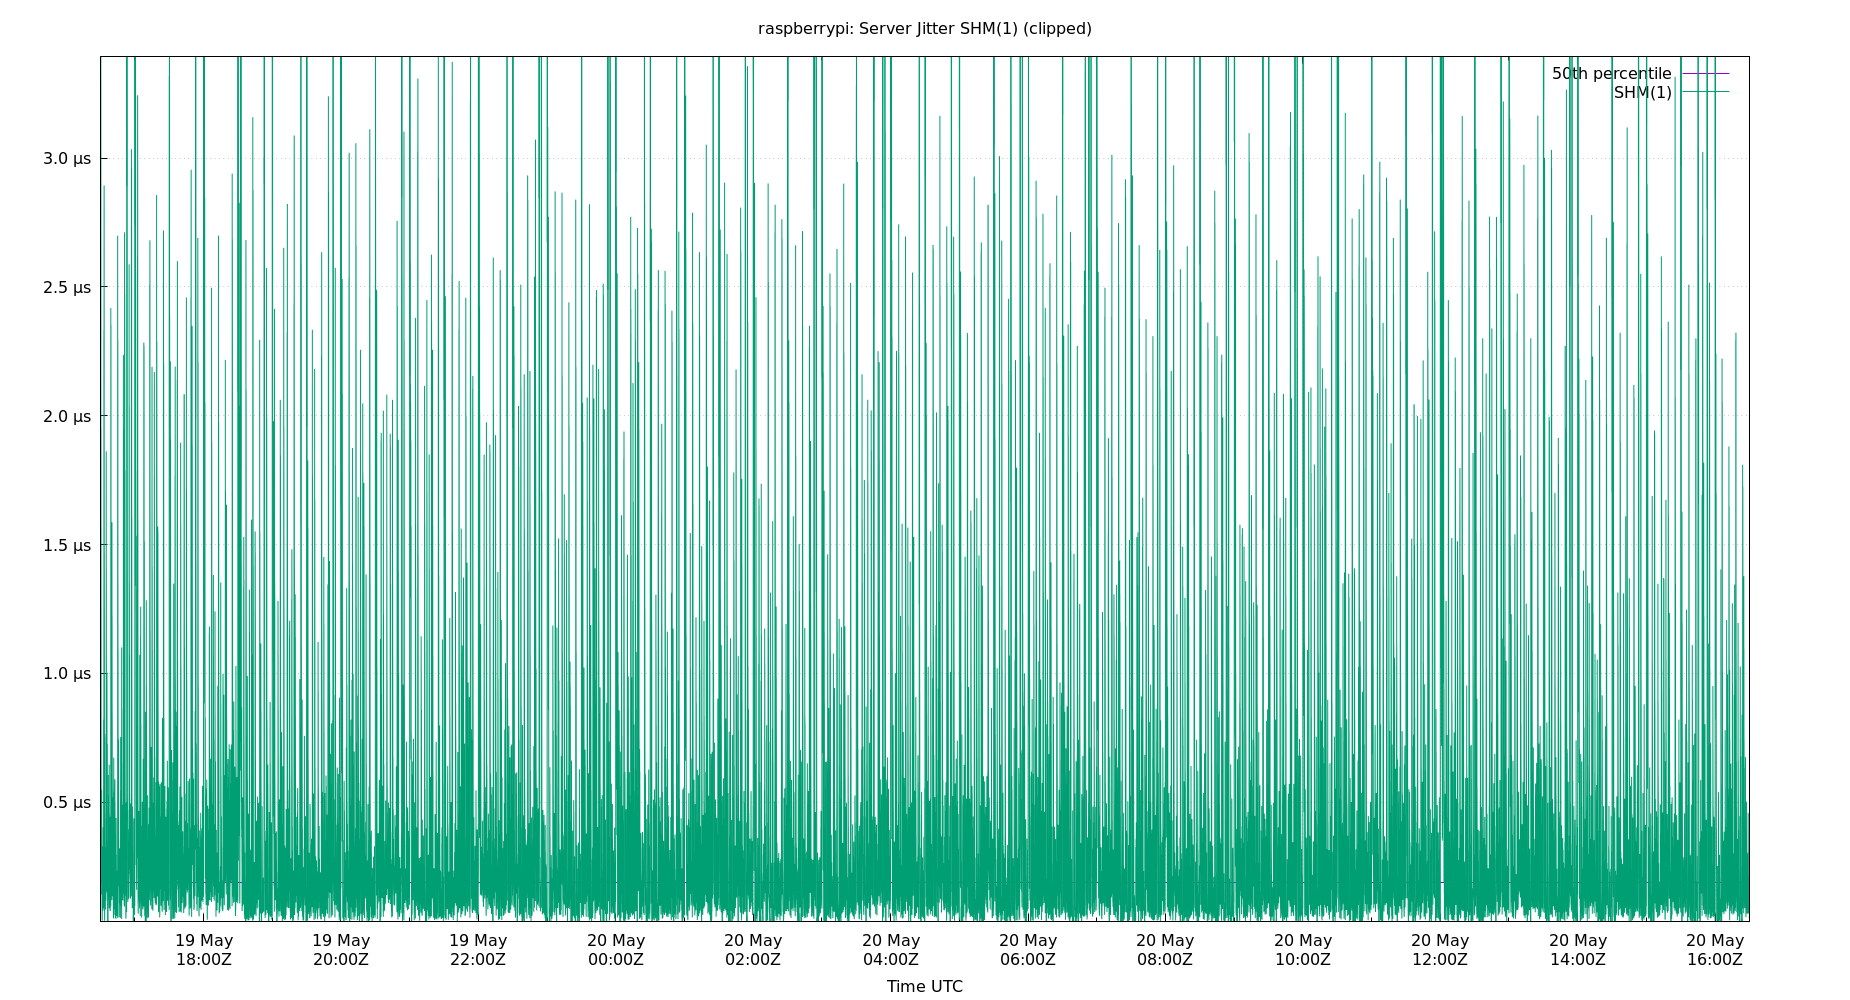 raspberrypi: Server Jitter SHM(1) (clipped)
50th percentile
SHM(1)
3.0 µs
2.5 µs
2.0 µs
1.5 µs
1.0 µs
0.5 µs
19 May 19 May 19 May 20 May 20 May 20 May 20 May 20 May 20 May 20 May 20 May 20 May
18:00Z 20:00Z 22:00Z 00:00Z 02:00Z 04:00Z 06:00Z 08:00Z 10:00Z 12:00Z 14:00Z 16:00Z
Time UTC